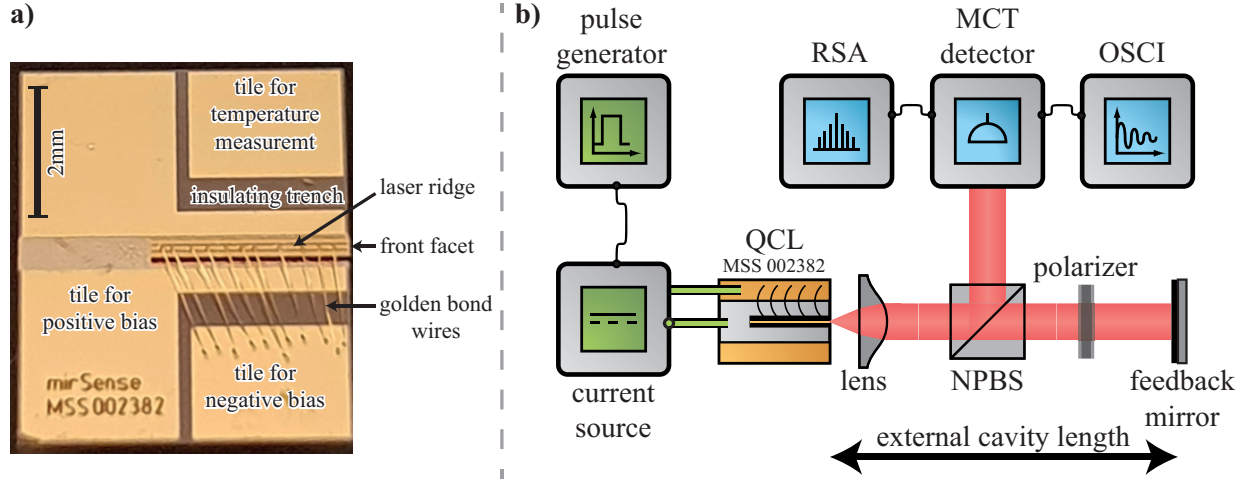 a)
tile for
temperature
measuremt
2mm
insulating trench
laser ridge
front facet
golden bond
wires
tile for
positive bias
tile for
negative bias
mirSense
MSS 002382
b)
pulse
generator
RSA
MCT
detector
OSCI
QCL
MSS 002382
polarizer
lens
NPBS
feedback
mirror
current
source
external cavity length